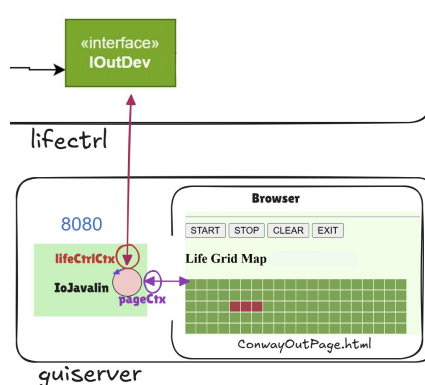 «interface»
IOutDev
lifectrl
8080
lifeCtrlCtx
IoJavalin
pageCtx
Browser
START STOP CLEAR EXIT
Life Grid Map
ConwayOutPage.html
guiserver